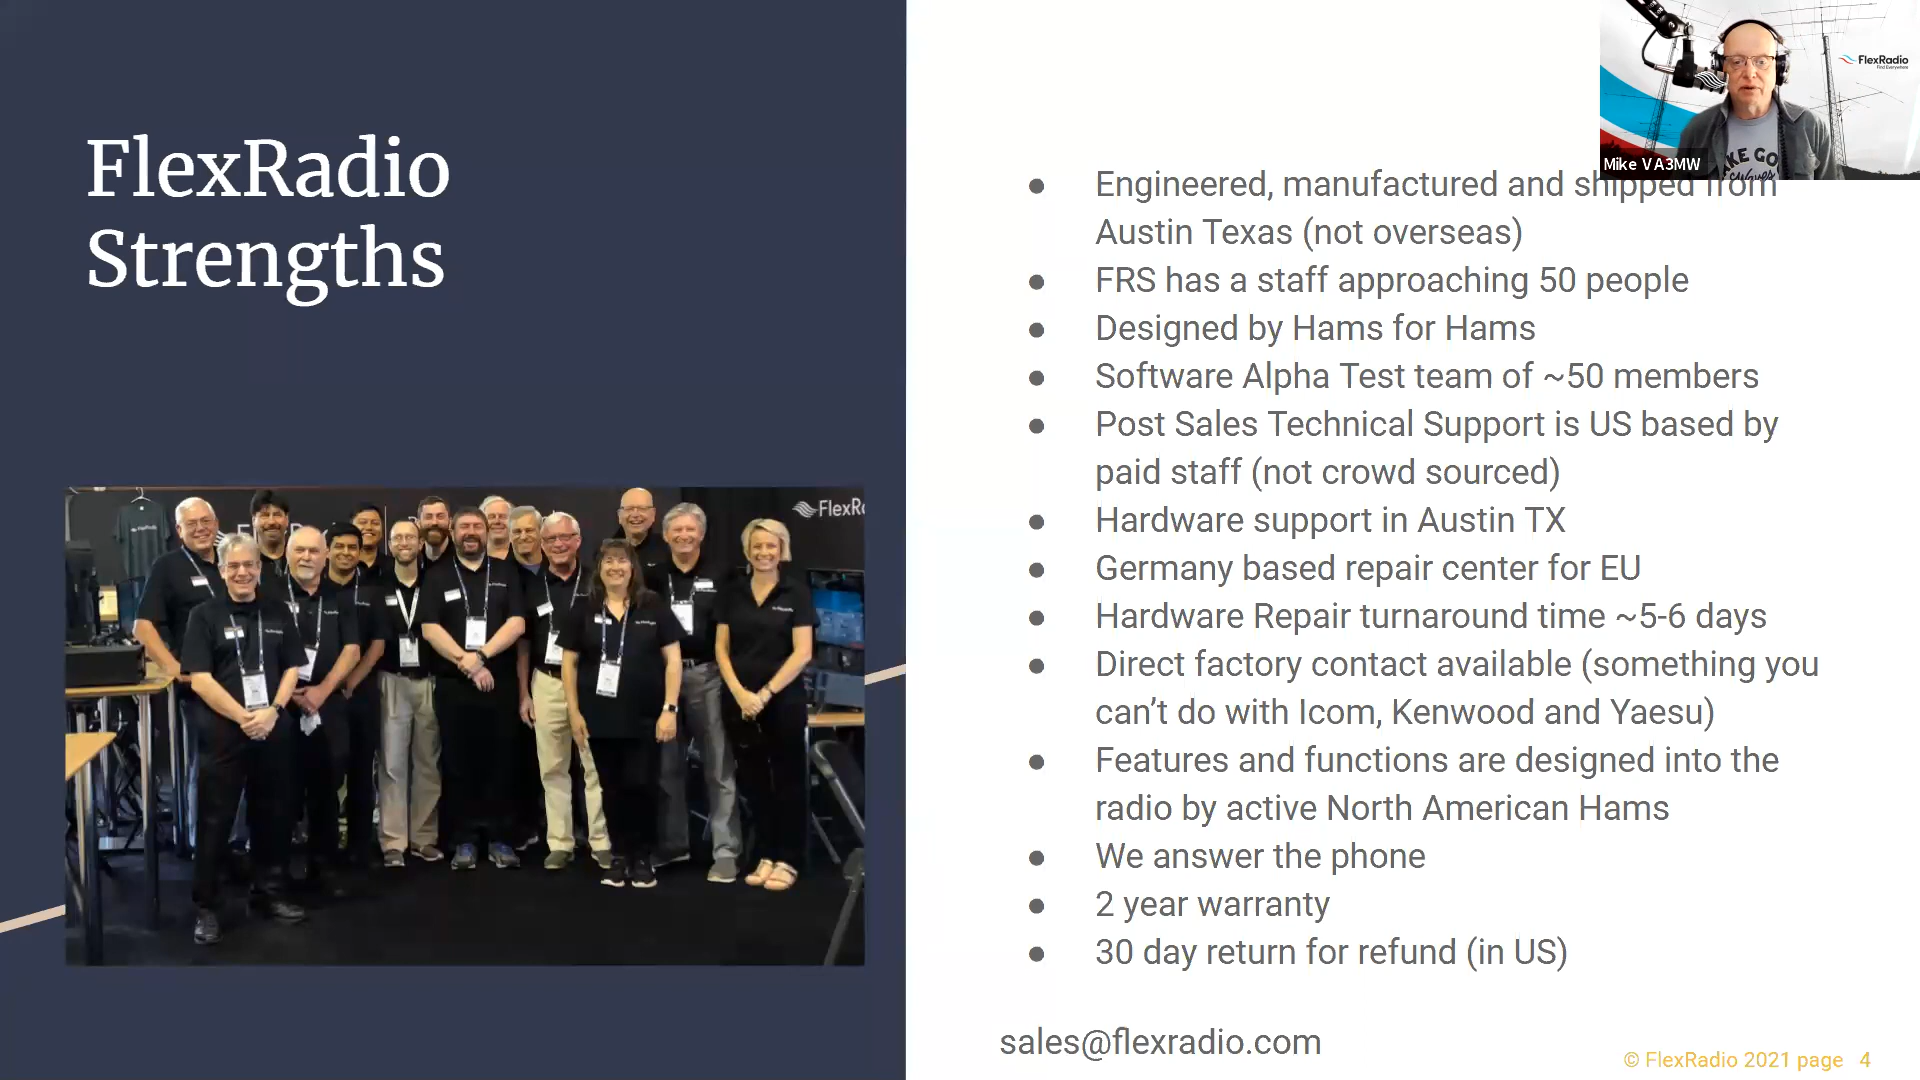 FlexRadio
Strengths
FlexRadio
Find Everywhere
Mike VA3MW
KE GO
Engineered, manufactured and shipped from
Austin Texas (not overseas)
FRS has a staff approaching 50 people
Designed by Hams for Hams
Software Alpha Test team of ~50 members
Post Sales Technical Support is US based by
paid staff (not crowd sourced)
Hardware support in Austin TX
Germany based repair center for EU
Hardware Repair turnaround time ~5-6 days
Direct factory contact available (something you
can’t do with Icom, Kenwood and Yaesu)
Features and functions are designed into the
radio by active North American Hams
We answer the phone
2 year warranty
30 day return for refund (in US)
FlexRa
sales@flexradio.com
© FlexRadio 2021 page 4